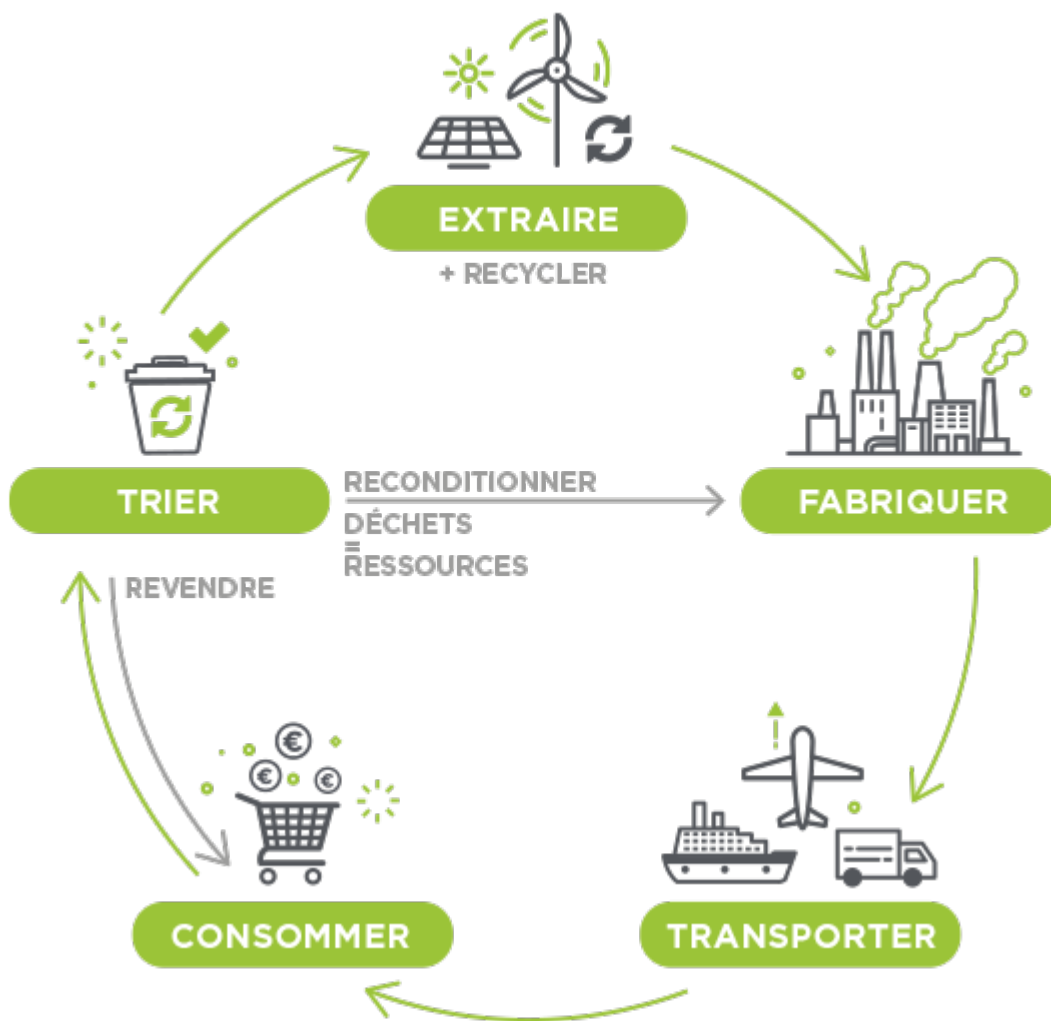 EXTRAIRE
+ RECYCLER
TRIER
RECONDITIONNER
DÉCHETS
=
RESSOURCES
FABRIQUER
REVENDRE
€
€
€
CONSOMMER
TRANSPORTER